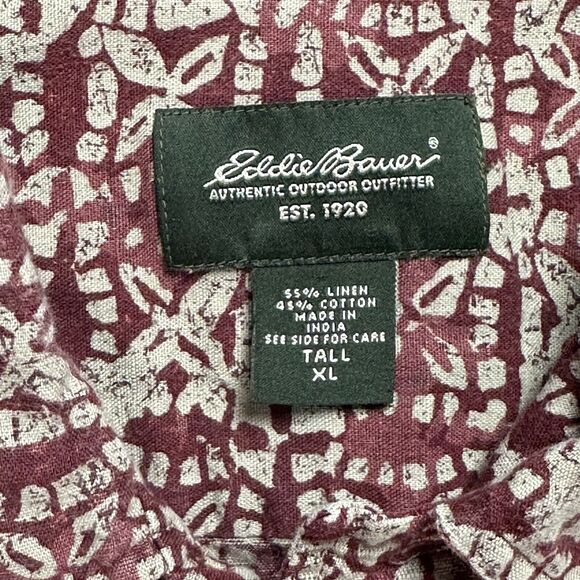 Eddie Bauer®
AUTHENTIC OUTDOOR OUTFITTER
EST. 1920
55% LINEN
45% COTTON
MADE IN
INDIA
SEE SIDE FOR CARE
TALL
XL